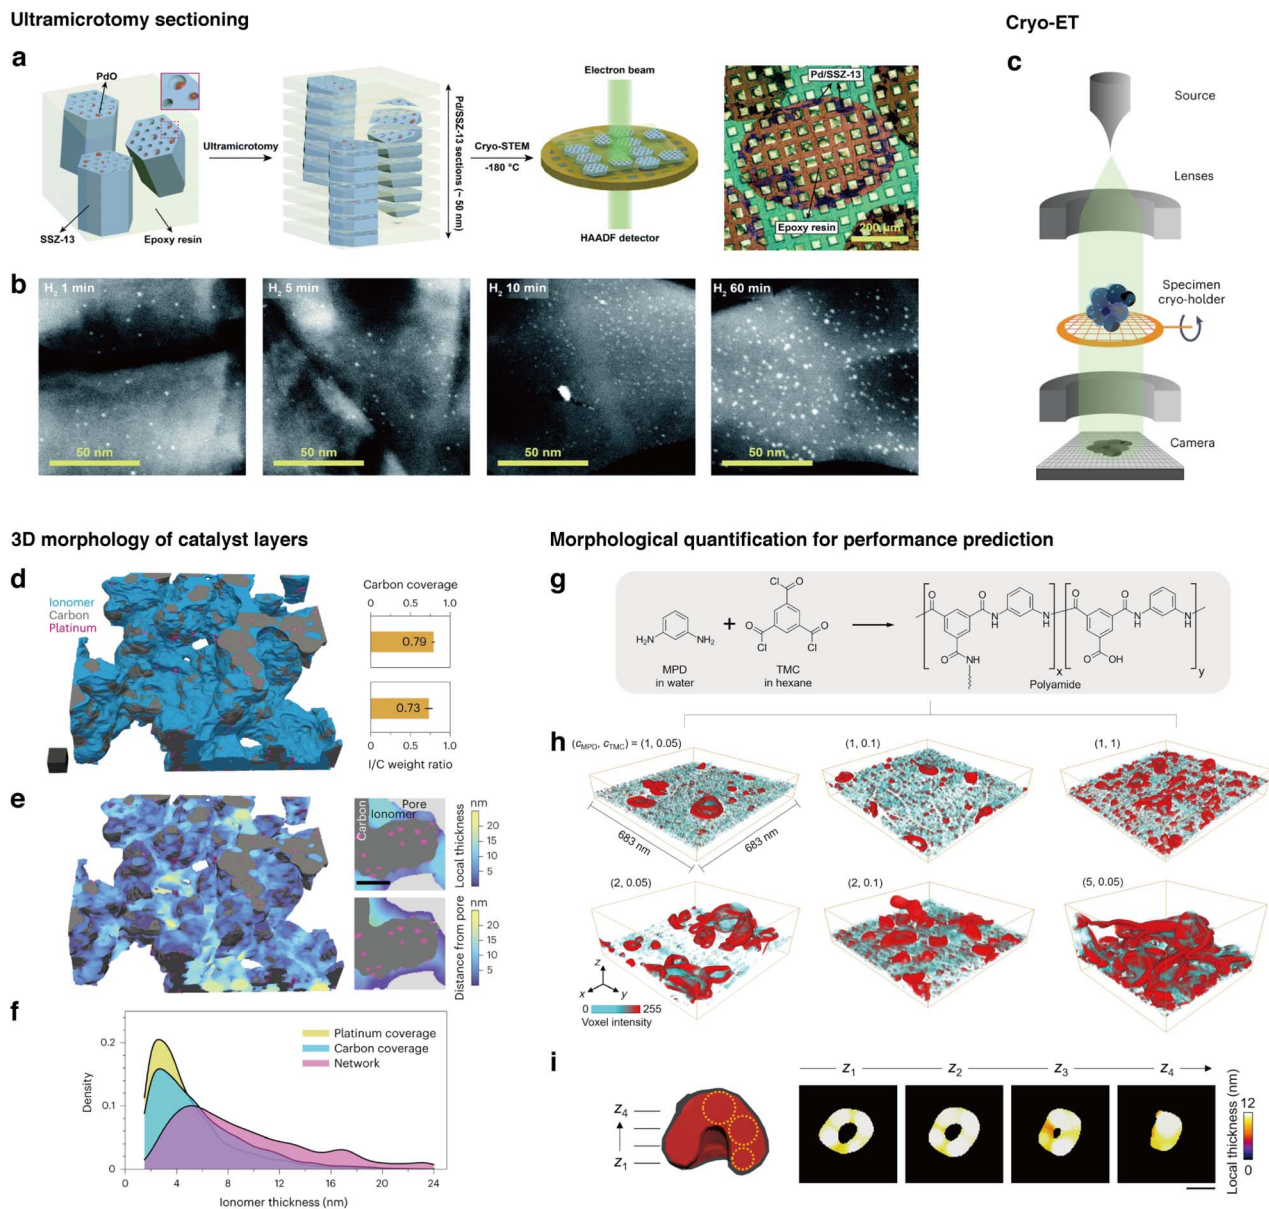 Ultramicrotomy sectioning
Cryo-ET
a
PdO
SSZ-13
Epoxy resin
Ultramicrotomy
Pd/SSZ-13 sections (~ 50 nm)
Cryo-STEM
-180 °C
Electron beam
HAADF detector
Pd/SSZ-13
Epoxy resin
200 μm
b
H₂ 1 min
50 nm
H₂ 5 min
50 nm
H₂ 10 min
50 nm
H₂ 60 min
50 nm
c
Source
Lenses
Specimen
cryo-holder
Camera
3D morphology of catalyst layers
d
Ionomer
Carbon
Platinum
Carbon coverage
0 0.5 1.0
0.79
0.73
0 0.5 1.0
I/C weight ratio
e
Carbon
Pore
Ionomer
nm
20
15
10
5
Local thickness
nm
20
15
10
5
Distance from pore
f
Platinum coverage
Carbon coverage
Network
Density
0.2
0.1
0
0 4 8 12 16 20 24
Ionomer thickness (nm)
Morphological quantification for performance prediction
g
H₂N NH₂
MPD
in water
+
Cl O
O O
Cl Cl
TMC
in hexane
O O
N
H
N
H
O NH
x
O O
N
H
N
H
O OH
y
Polyamide
h
(cMPD, cTMC) = (1, 0.05)
(1, 0.1)
(1, 1)
683 nm
683 nm
(2, 0.05)
(2, 0.1)
(5, 0.05)
z
x y
0 255
Voxel intensity
i
z₄
z₁
z₁ z₂ z₃ z₄
12
0
Local thickness (nm)